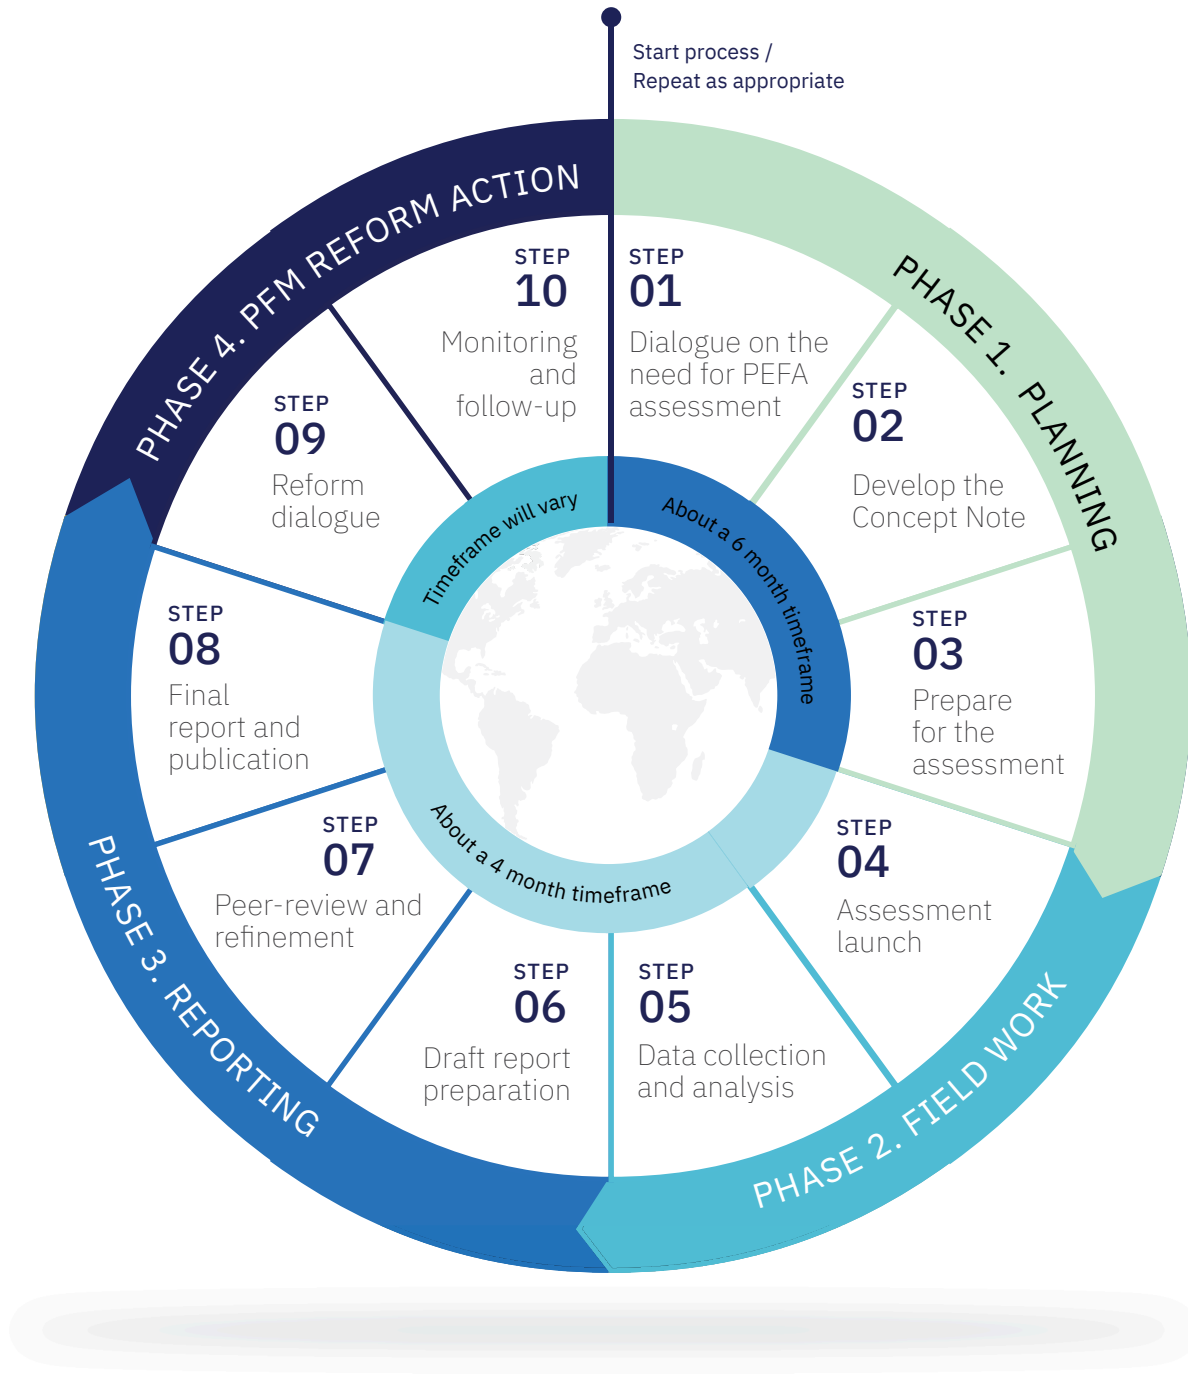 Start process /
Repeat as appropriate
PHASE 1. PLANNING
STEP
01
Dialogue on the
need for PEFA
assessment
STEP
02
Develop the
Concept Note
STEP
03
Prepare
for the
assessment
About a 6 month timeframe
PHASE 2. FIELD WORK
STEP
04
Assessment
launch
STEP
05
Data collection
and analysis
About a 4 month timeframe
PHASE 3. REPORTING
STEP
06
Draft report
preparation
STEP
07
Peer-review and
refinement
STEP
08
Final
report and
publication
PHASE 4. PFM REFORM ACTION
STEP
09
Reform
dialogue
STEP
10
Monitoring
and
follow-up
Timeframe will vary